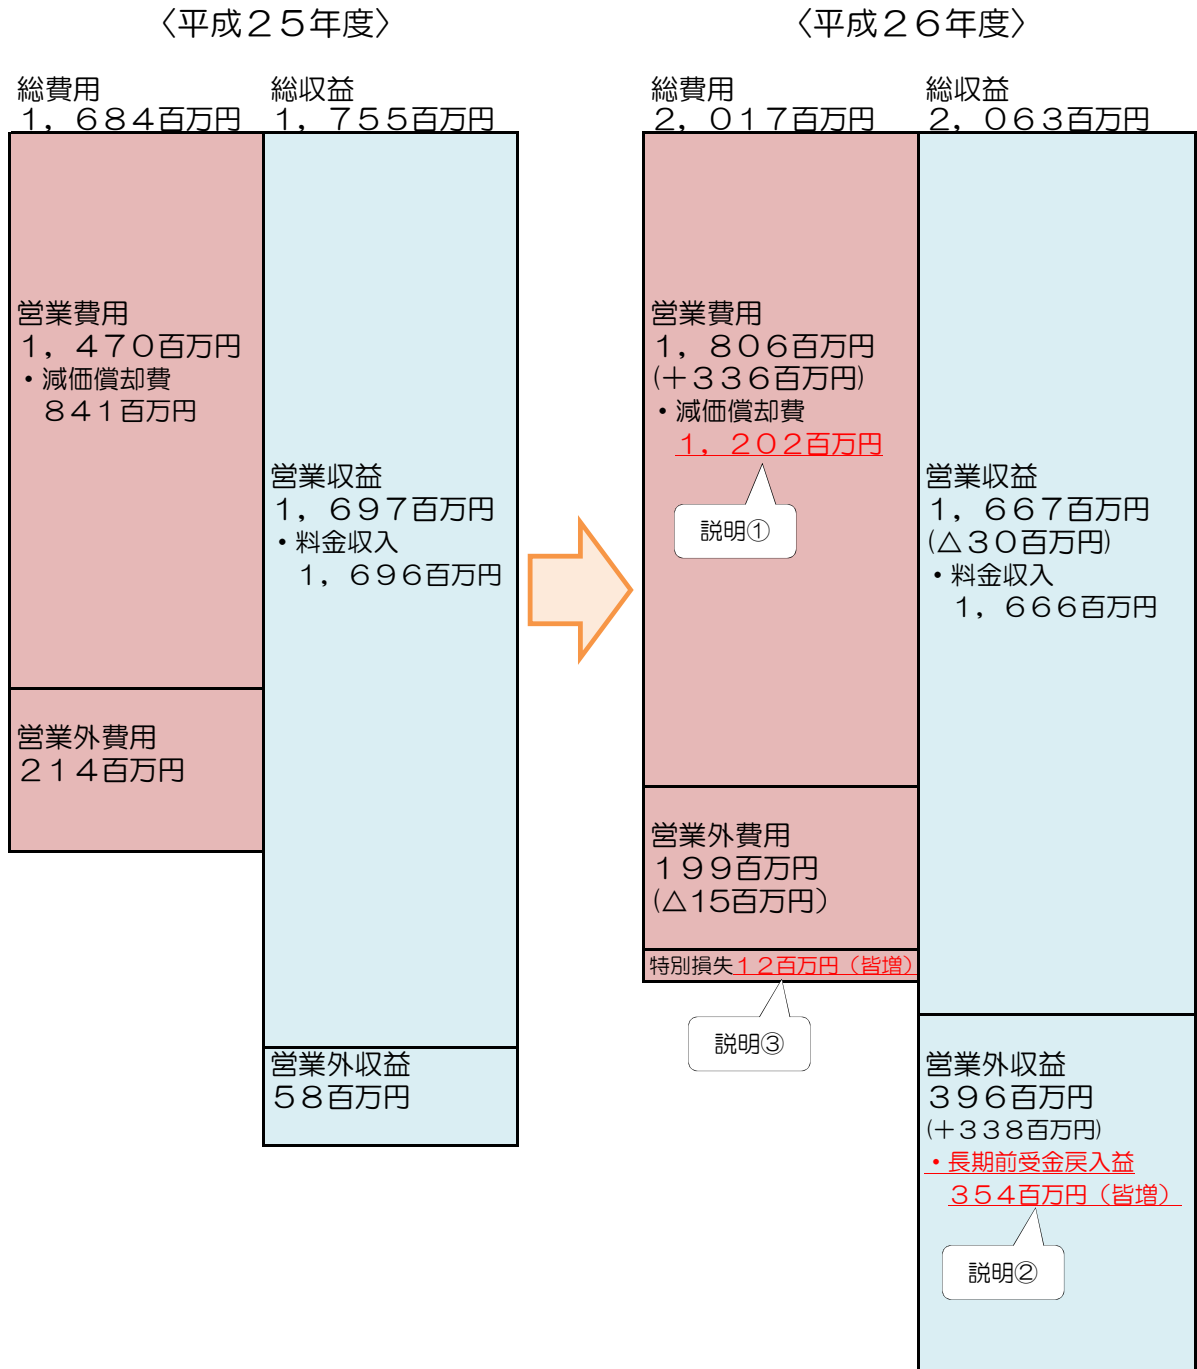 〈平成２５年度〉
総費用
１，６８４百万円
総収益
１，７５５百万円
営業費用
１，４７０百万円
・減価償却費
８４１百万円
営業外費用
２１４百万円
営業収益
１，６９７百万円
・料金収入
１，６９６百万円
営業外収益
５８百万円
〈平成２６年度〉
総費用
２，０１７百万円
総収益
２，０６３百万円
営業費用
１，８０６百万円
(＋３３６百万円)
・減価償却費
１，２０２百万円
説明①
営業外費用
１９９百万円
(△15百万円）
特別損失１２百万円（皆増）
説明③
営業収益
１，６６７百万円
(△３０百万円)
・料金収入
１，６６６百万円
営業外収益
３９６百万円
(＋３３８百万円)
・長期前受金戻入益
３５４百万円（皆増）
説明②